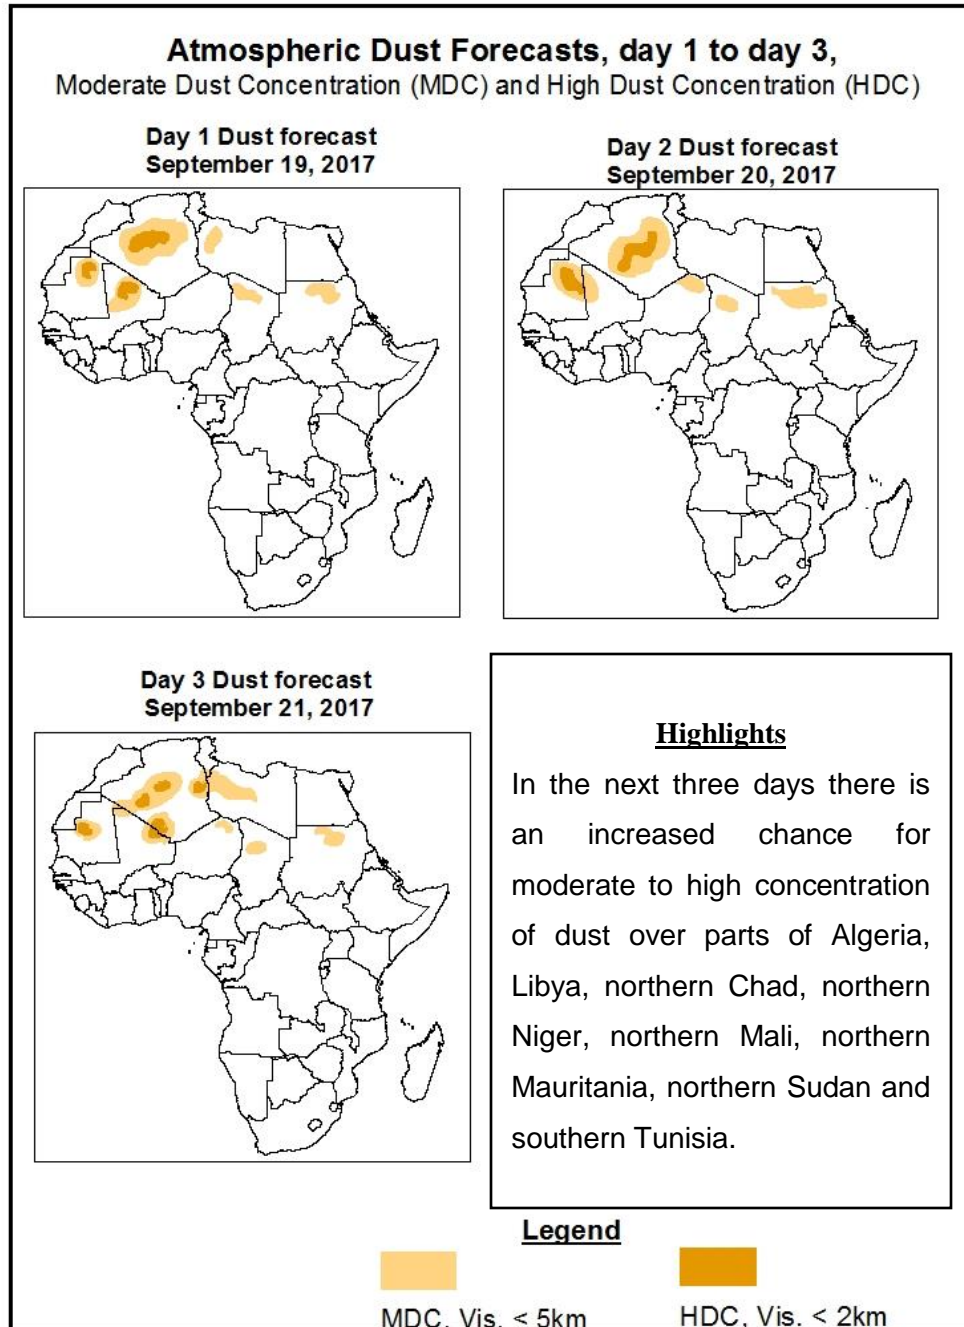 Atmospheric Dust Forecasts, day 1 to day 3,
Moderate Dust Concentration (MDC) and High Dust Concentration (HDC)
Day 1 Dust forecast
September 19, 2017
Day 2 Dust forecast
September 20, 2017
Day 3 Dust forecast
September 21, 2017
Highlights
In the next three days there is
an increased chance for
moderate to high concentration
of dust over parts of Algeria,
Libya, northern Chad, northern
Niger, northern Mali, northern
Mauritania, northern Sudan and
southern Tunisia.
Legend
MDC, Vis. < 5km
HDC, Vis. < 2km